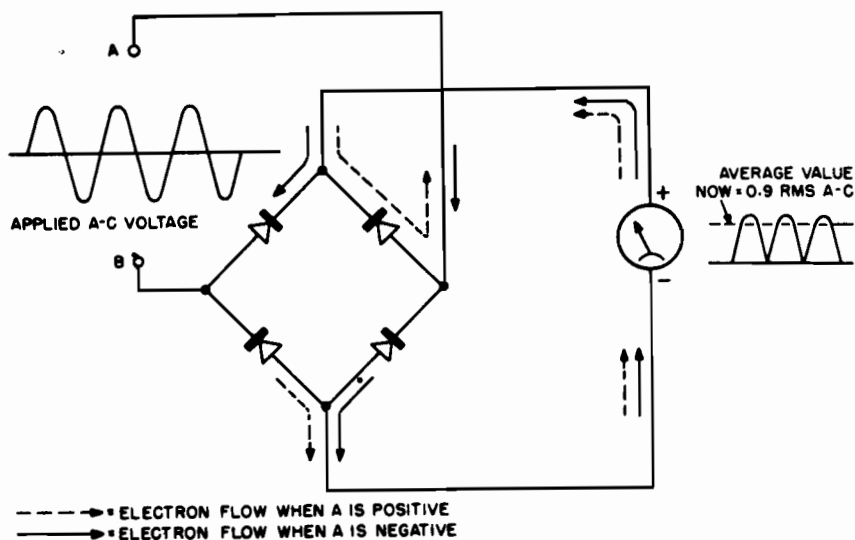 A
APPLIED A-C VOLTAGE
B
+
-
AVERAGE VALUE
NOW = 0.9 RMS A-C
= ELECTRON FLOW WHEN A IS POSITIVE
= ELECTRON FLOW WHEN A IS NEGATIVE